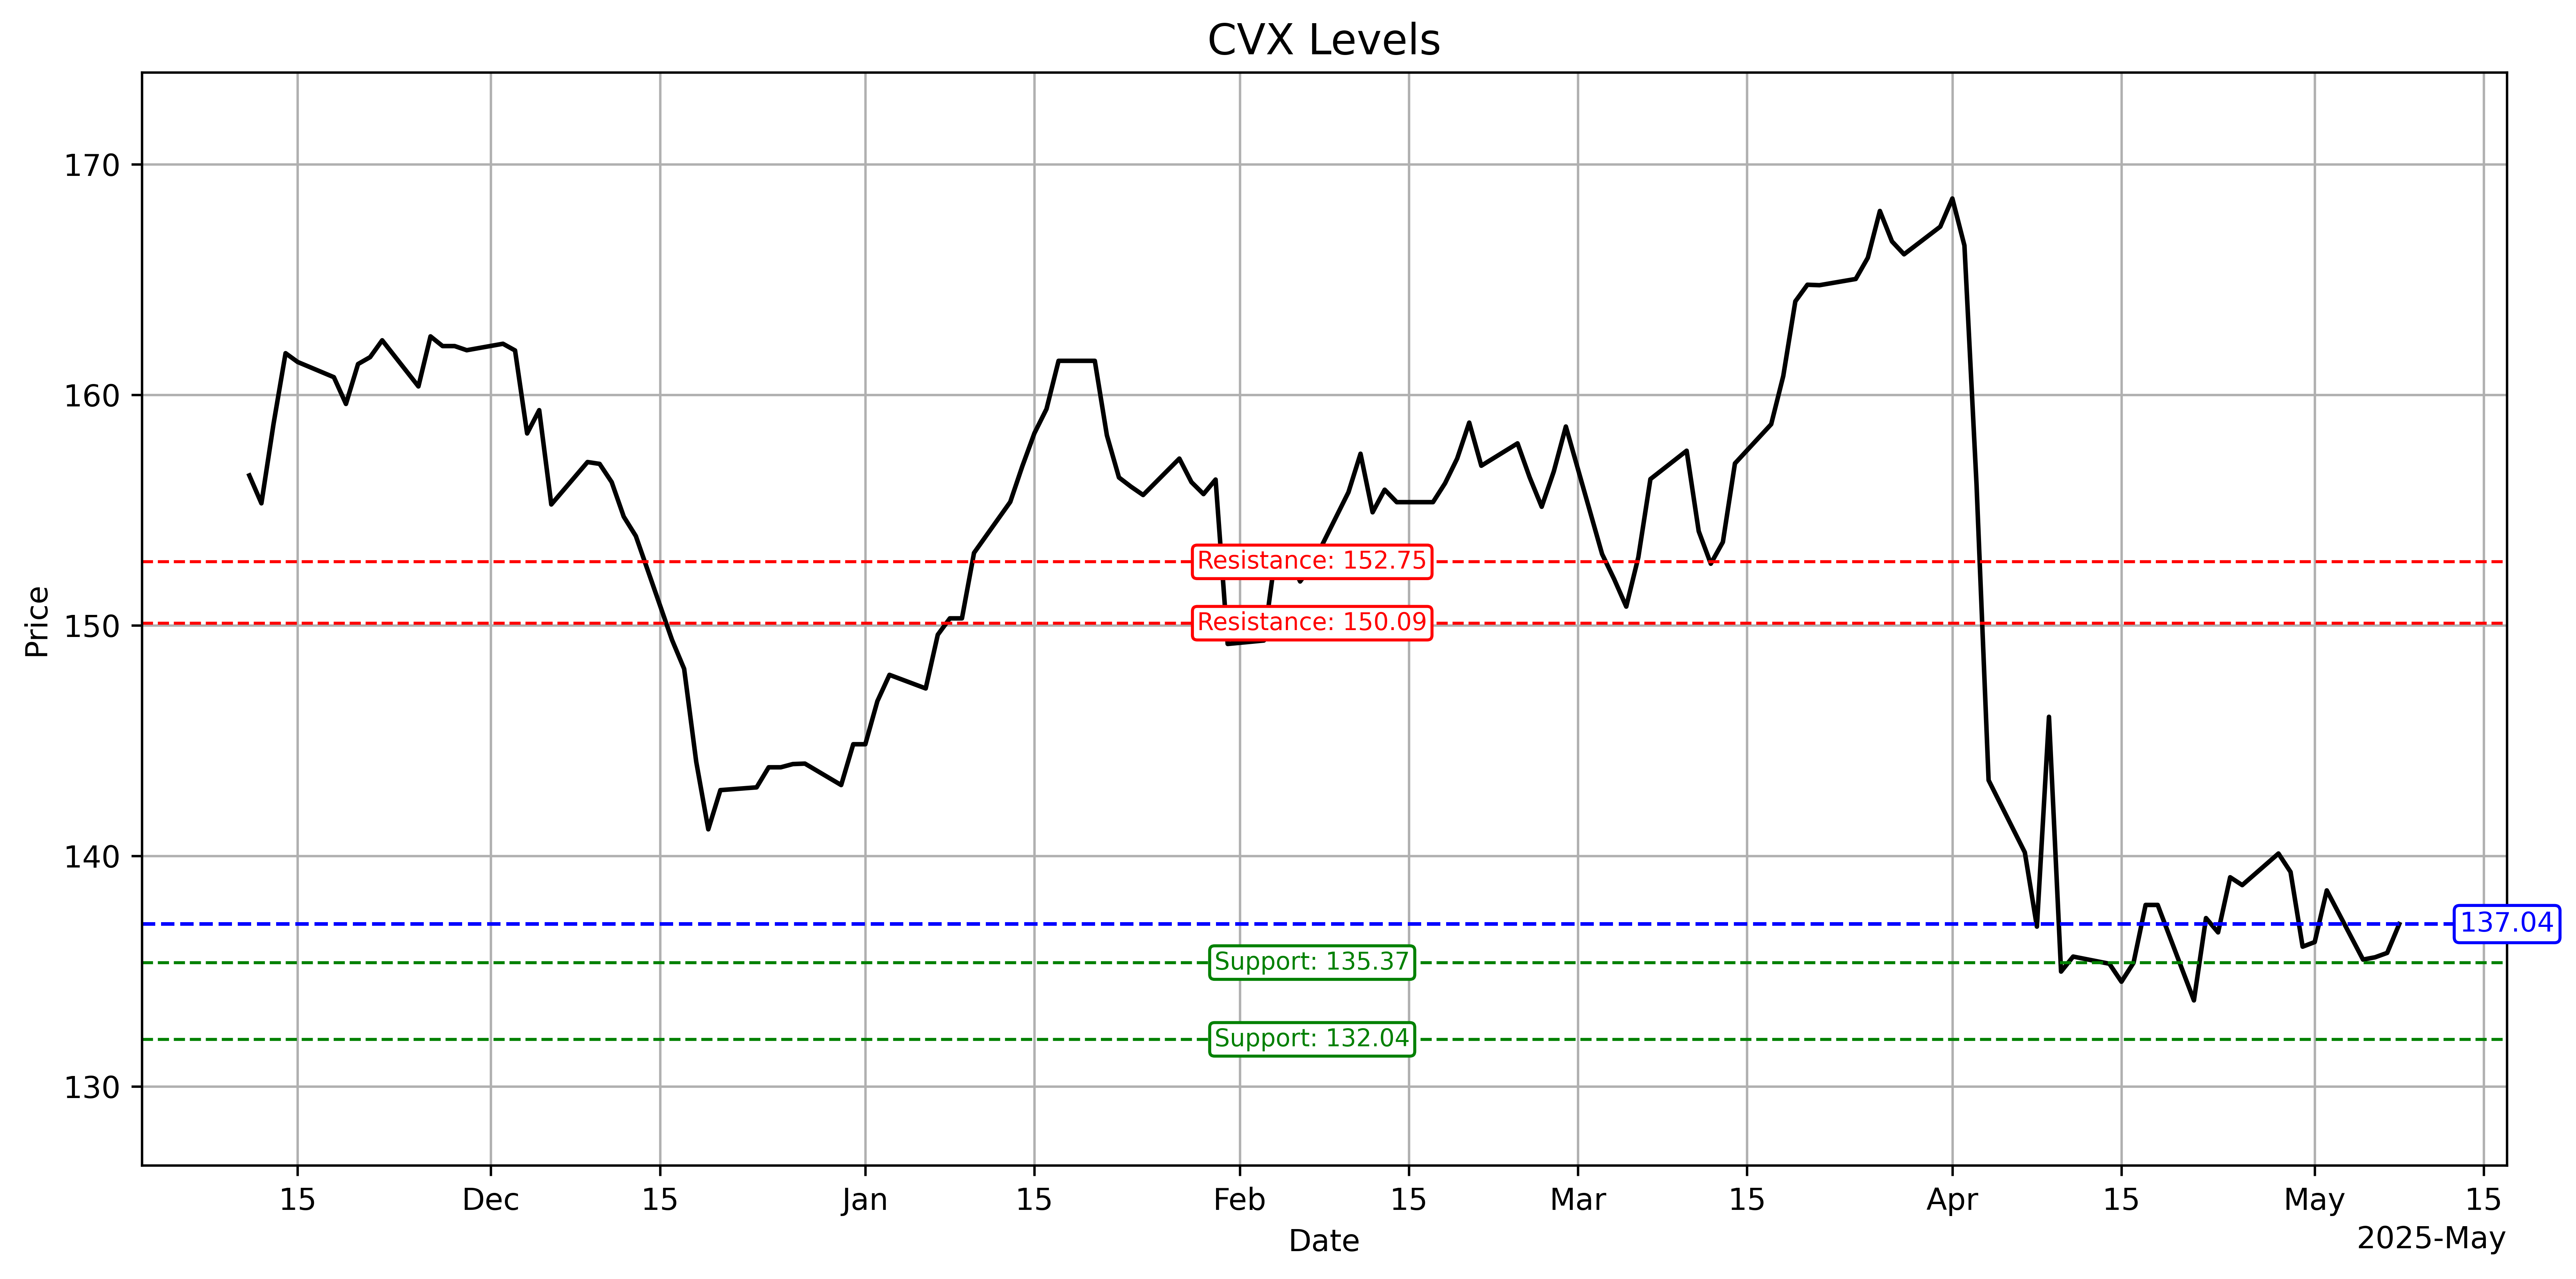 CVX Levels
170
160
150
140
130
Price
Resistance: 152.75
Resistance: 150.09
137.04
Support: 135.37
Support: 132.04
15 Dec 15 Jan 15 Feb 15 Mar 15 Apr 15 May 15
Date
2025-May